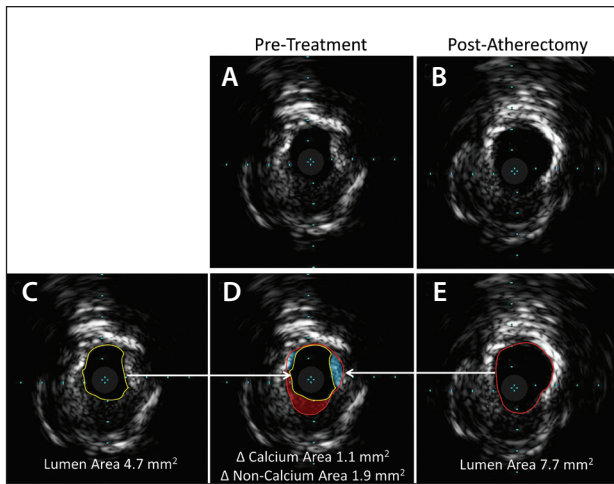 Pre-Treatment
Post-Atherectomy
A
B
C
D
E
Lumen Area 4.7 mm²
Δ Calcium Area 1.1 mm²
Δ Non-Calcium Area 1.9 mm²
Lumen Area 7.7 mm²